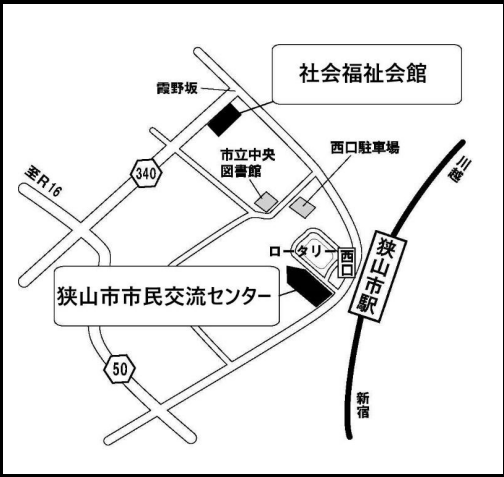 社会福祉会館
霞野坂
市立中央
図書館
西口駐車場
川越
至R16
340
ロータリー
西口
狭山市駅
狭山市市民交流センター
50
新宿